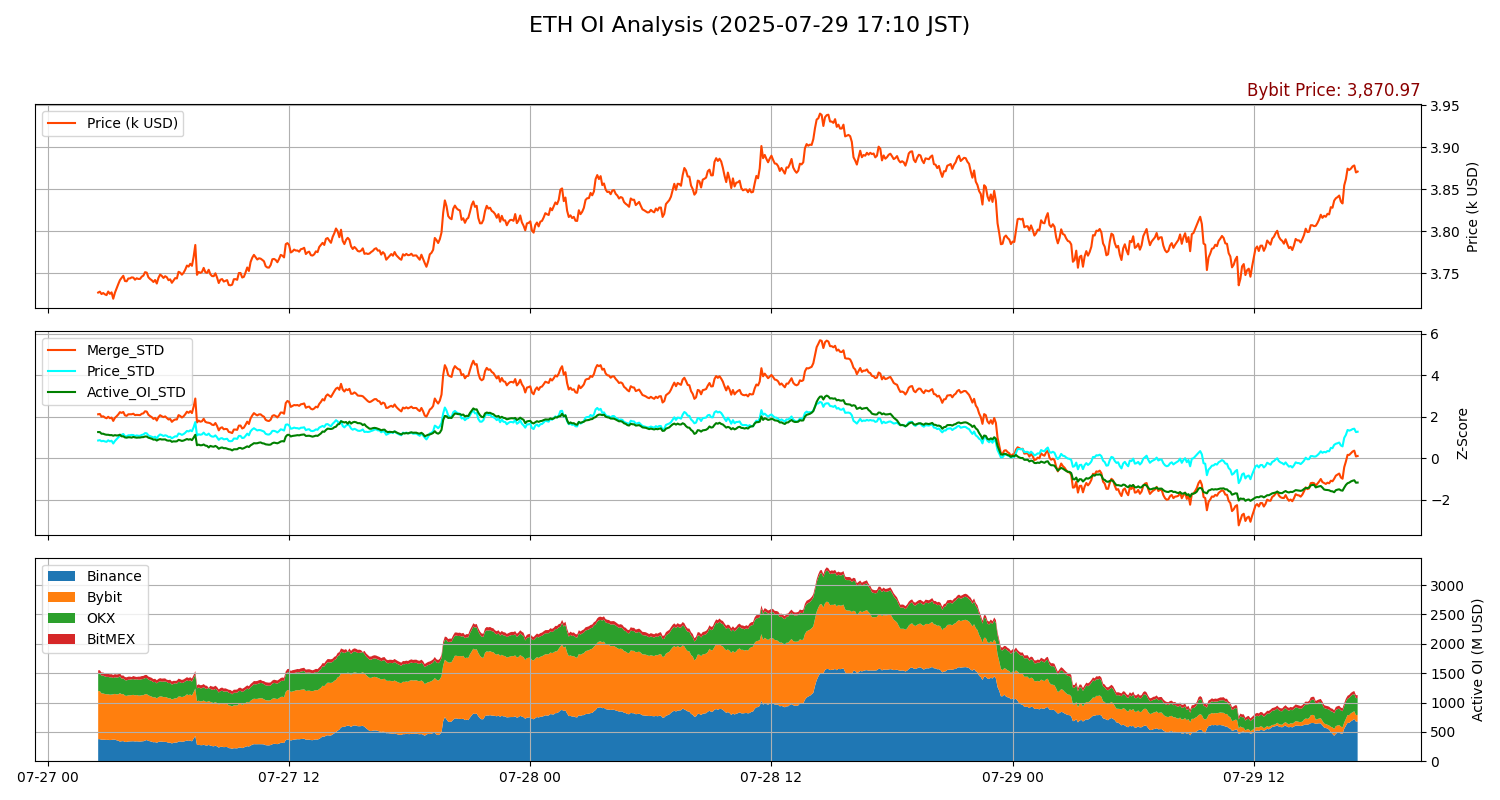 ETH OI Analysis (2025-07-29 17:10 JST)
Bybit Price: 3,870.97
Price (k USD)
3.95
3.90
3.85
3.80
3.75
Price (k USD)
Merge_STD
Price_STD
Active_OI_STD
6
4
2
0
−2
Z-Score
Binance
Bybit
OKX
BitMEX
3000
2500
2000
1500
1000
500
0
Active OI (M USD)
07-27 00
07-27 12
07-28 00
07-28 12
07-29 00
07-29 12